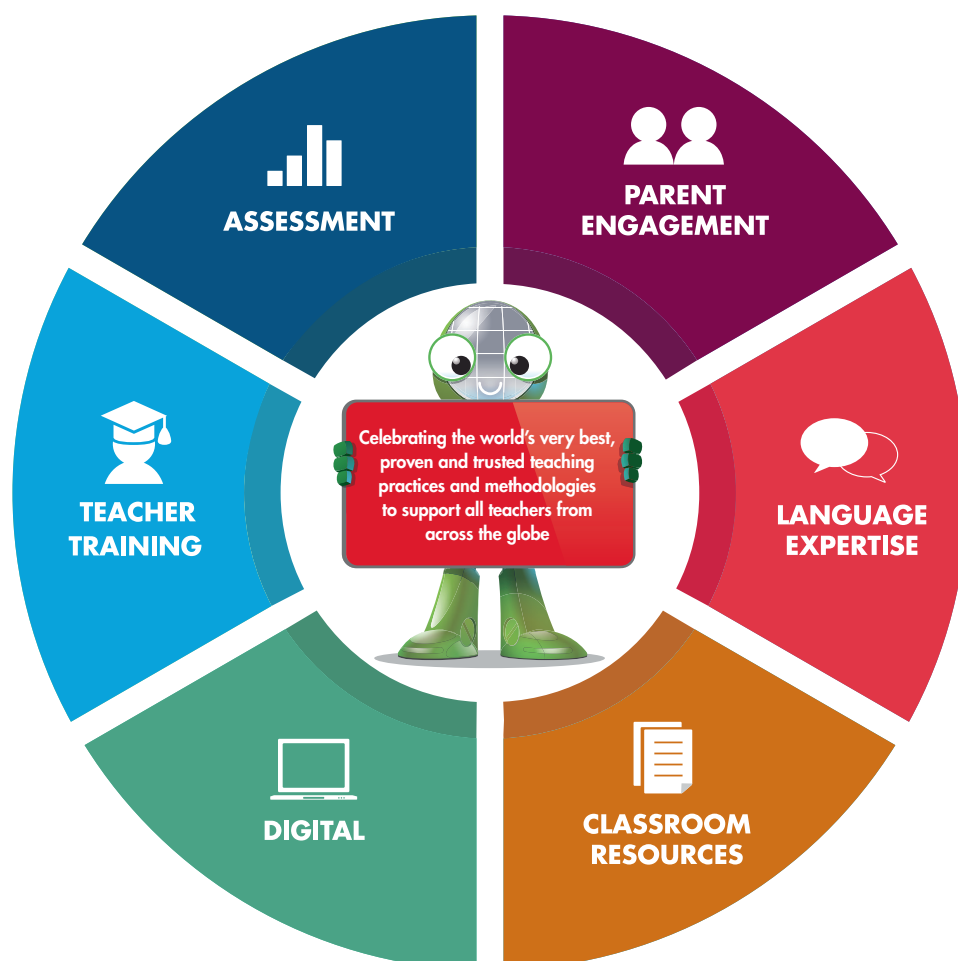 ASSESSMENT
PARENT
ENGAGEMENT
TEACHER
TRAINING
Celebrating the world's very best,
proven and trusted teaching
practices and methodologies
to support all teachers from
across the globe
LANGUAGE
EXPERTISE
DIGITAL
CLASSROOM
RESOURCES